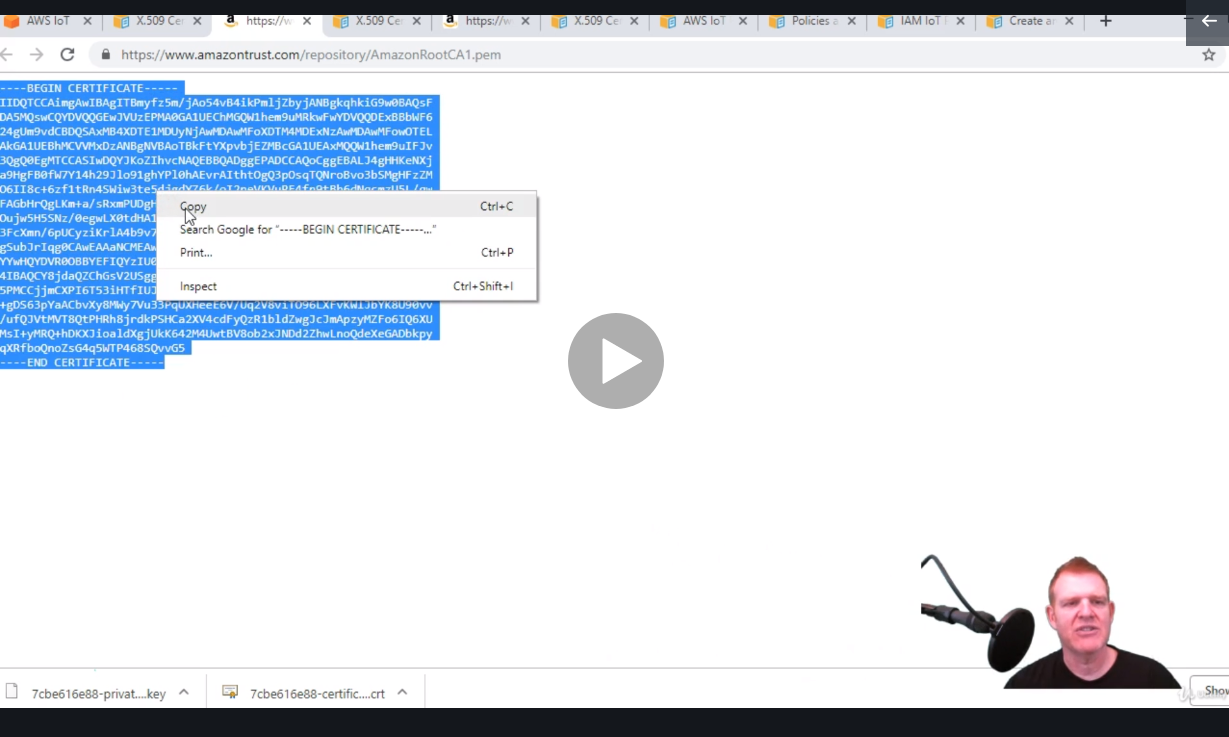 AWS IoT
X.509 Cer
https://w
X.509 Cer
https://w
X.509 Ce
AWS IoT
Policies a
IAM IoT
Create an
https://www.amazontrust.com/repository/AmazonRootCA1.pem
----BEGIN CERTIFICATE-----
IIDQTCCAimgAwIBAgITBmyfz5m/jAo54vB4ikPmljZbyjANBgkqhkiG9w0BAQsF
DA5MQswCQYDVQQGEwJVUzEPMA0GA1UEChMGQW1hem9uMRkwFwYDVQQDExBBbWF6
24gUm9vdCBDQSAxMB4XDTE1MDUyNjAwMDAwMFoXDTM4MDExNzAwMDAwMFowOTEL
AkGA1UEBhMCVVMxDzANBgNVBAoTBkFtYXpvbjEZMBcGA1UEAxMQQW1hem9uIFJv
3QgQ0EgMTCCASIwDQYJKoZIhvcNAQEBBQADggEPADCCAQoCggEBALJ4gHHKeNXj
a9HgFB0fW7Y14h29Jlo91ghYPl0hAEvrAIthtOgQ3pOsqTQNroBvo3bSMgHFzZM
O6II8c+6zf1tRn4SWiw3te5djgdYZ6k/oI2peVKVuRF4fn9tBb6dNqcmzU5L/qw
FAGbHrQgLKm+a/sRxmPUDgH
Oujw5H5SNz/0egwLX0tdHA1
3FcXmn/6pUCyziKrlA4b9v7
gSubJrIqg0CAwEAAaNCMEAw
YYwHQYDVR0OBBYEFIQYzIU0
4IBAQCY8jdaQZChGsV2USgg
5PMCCjjmCXPI6T53iHTfIUJ
+gDS63pYaACbvXy8MWy7Vu33PqUXHeeE6V/Uq2V8viTO96LXFvKWlJbYK8U90vv
/ufQJVtMVT8QtPHRh8jrdkPSHCa2XV4cdFyQzR1bldZwgJcJmApzyMZFo6IQ6XU
MsI+yMRQ+hDKXJioaldXgjUkK642M4UwtBV8ob2xJNDd2ZhwLnoQdeXeGADbkpy
qXRfboQnoZsG4q5WTP468SQvvG5
----END CERTIFICATE-----
Copy Ctrl+C
Search Google for “-----BEGIN CERTIFICATE-----...”
Print... Ctrl+P
Inspect Ctrl+Shift+I
7cbe616e88-privat....key
7cbe616e88-certific....crt
Show